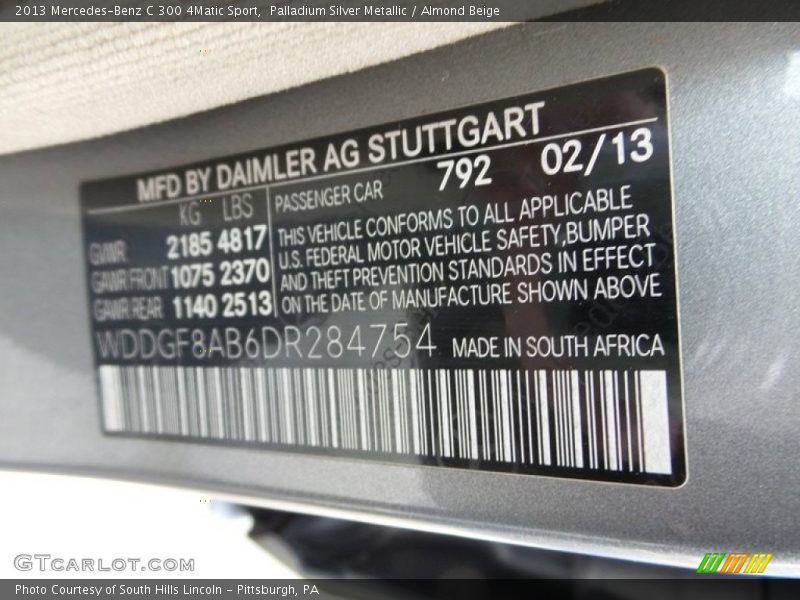 2013 Mercedes-Benz C 300 4Matic Sport,  Palladium Silver Metallic / Almond Beige
MFD BY DAIMLER AG STUTTGART
792 02/13
KG LBS
PASSENGER CAR
GVWR 2185 4817
GAWR FRONT 1075 2370
GAWR REAR 1140 2513
THIS VEHICLE CONFORMS TO ALL APPLICABLE
U.S. FEDERAL MOTOR VEHICLE SAFETY,BUMPER
AND THEFT PREVENTION STANDARDS IN EFFECT
ON THE DATE OF MANUFACTURE SHOWN ABOVE
WDDGF8AB6DR284754 MADE IN SOUTH AFRICA
GTcarlot.com
Photo Courtesy of South Hills Lincoln - Pittsburgh, PA